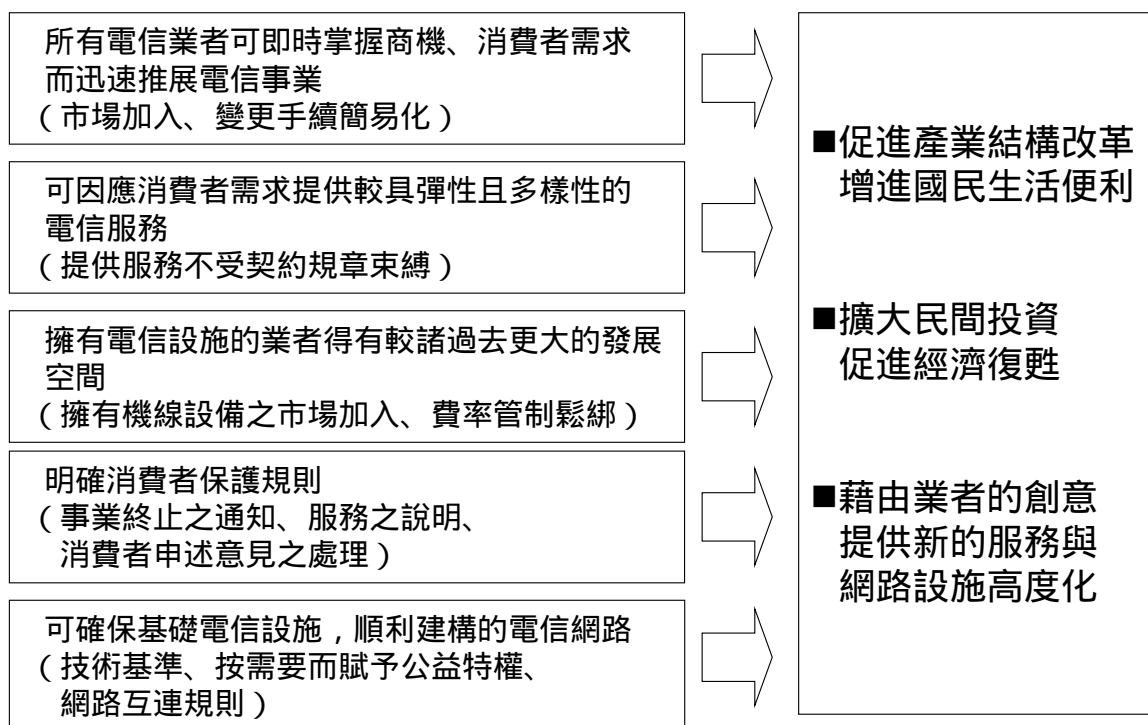 所有電信業者可即時掌握商機、消費者需求
而迅速推展電信事業
（市場加入、變更手續簡易化）
可因應消費者需求提供較具彈性且多樣性的
電信服務
（提供服務不受契約規章束縛）
擁有電信設施的業者得有較諸過去更大的發展
空間
（擁有機線設備之市場加入、費率管制鬆綁）
明確消費者保護規則
（事業終止之通知、服務之說明、
消費者申述意見之處理）
可確保基礎電信設施，順利建構的電信網路
（技術基準、按需要而賦予公益特權、
網路互連規則）
■促進產業結構改革
增進國民生活便利
■擴大民間投資
促進經濟復甦
■藉由業者的創意
提供新的服務與
網路設施高度化